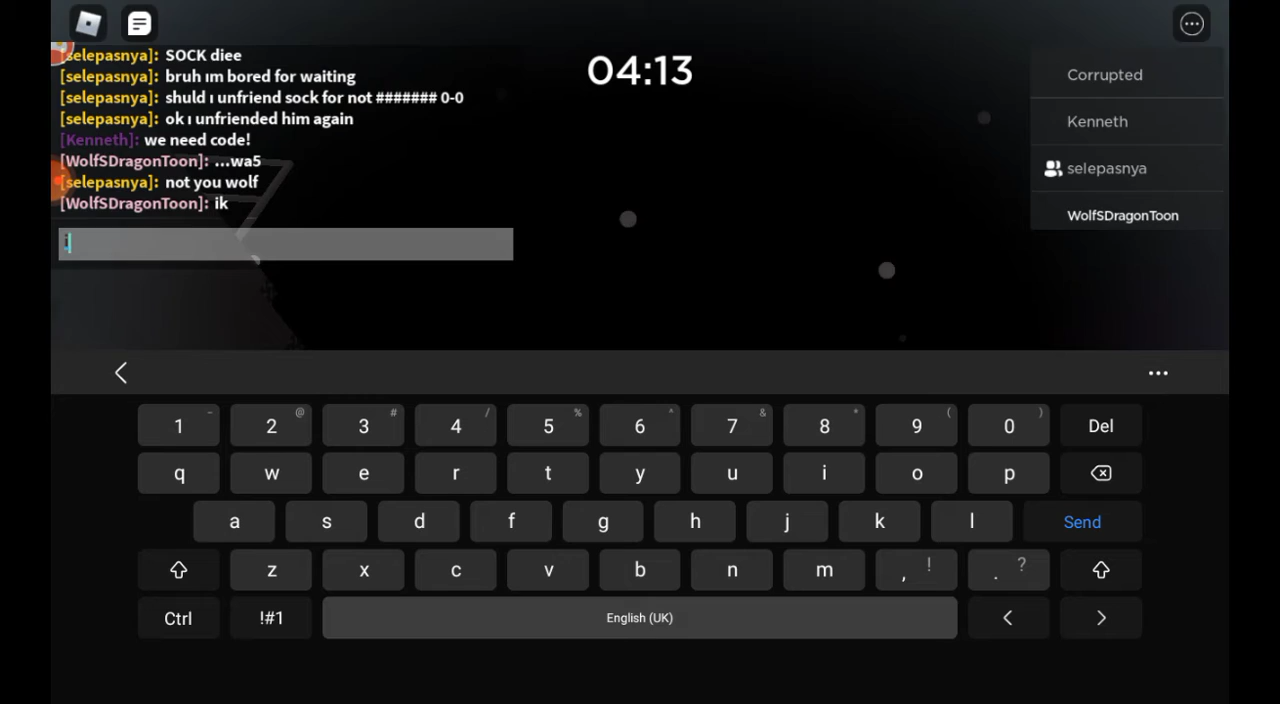 [selepasnya]: SOCK diee
04:13
[selepasnya]: bruh ım bored for waiting
[selepasnya]: shuld ı unfriend sock for not ####### 0-0
[selepasnya]: ok ı unfriended him again
[Kenneth]: we need code!
[WolfSDragonToon]: ...wa5
[selepasnya]: not you wolf
[WolfSDragonToon]: ik
i
Corrupted
Kenneth
selepasnya
WolfSDragonToon
1 - 2 @ 3 # 4 / 5 % 6 ^ 7 & 8 * 9 ( 0 ) Del
q w e r t y u i o p
a s d f g h j k l Send
z x c v b n m , ! . ?
Ctrl !#1 English (UK) < >